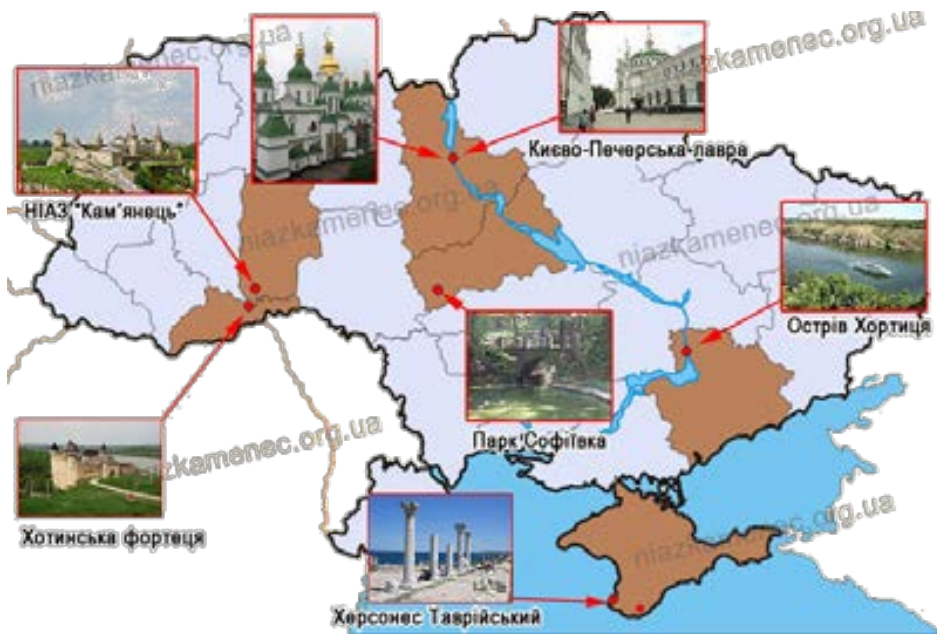 niazkamenec.org.ua
niazkamenec.org.ua
Києво-Печерська лавра
НІАЗ "Кам'янець"
niazkamenec.org.ua
niazkamenec.org.ua
Острів Хортиця
Парк Софіївка
niazkamenec.org.ua
Хотинська фортеця
niazkamenec.org.ua
Херсонес Таврійський